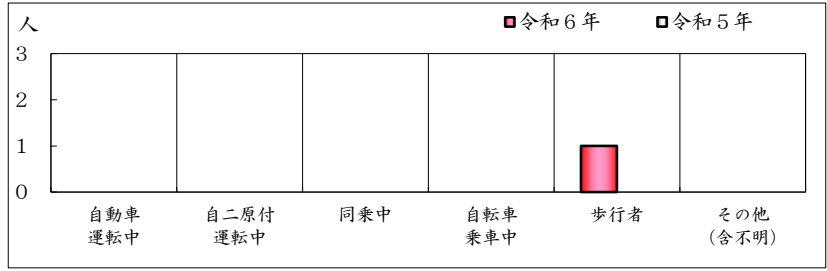 人
■令和６年 □令和５年
3
2
1
0
自動車
運転中
自二原付
運転中
同乗中
自転車
乗車中
歩行者
その他
（含不明）